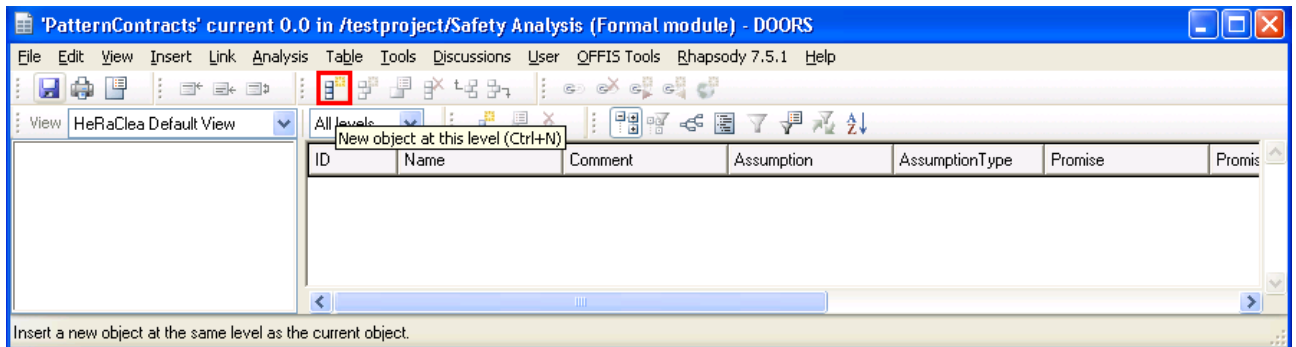 'PatternContracts' current 0.0 in /testproject/Safety Analysis (Formal module) - DOORS
File Edit View Insert Link Analysis Table Tools Discussions User OFFIS Tools Rhapsody 7.5.1 Help
View HeRaClea Default View All levels
New object at this level (Ctrl+N)
ID Name Comment Assumption AssumptionType Promise Promis
Insert a new object at the same level as the current object.